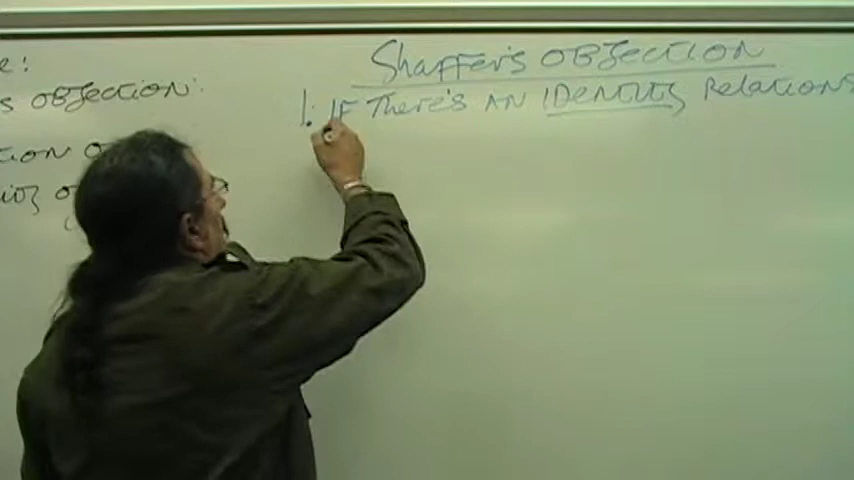 e:
s OBJECTION:
SHAFFER'S OBJECTION
1. IF THERE'S AN IDENTITY RELATIONS